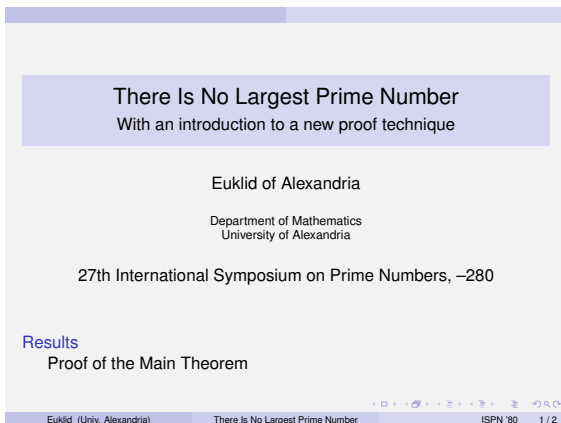 There Is No Largest Prime Number
With an introduction to a new proof technique
Euklid of Alexandria
Department of Mathematics
University of Alexandria
27th International Symposium on Prime Numbers, –280
Results
Proof of the Main Theorem
Euklid (Univ. Alexandria) There Is No Largest Prime Number ISPN '80 1 / 2